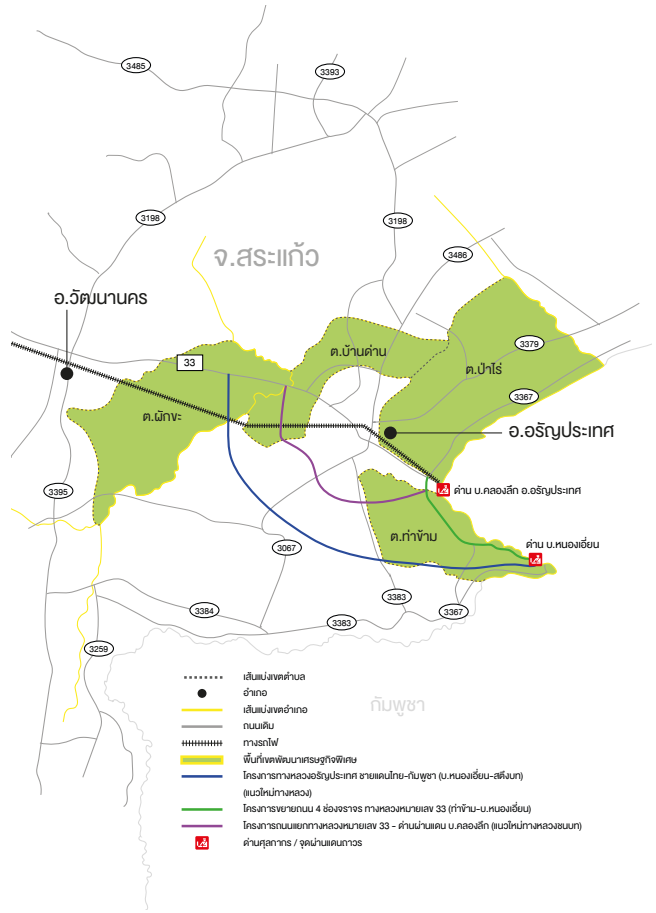 3485
3393
3198
3198
3486
จ.สระแก้ว
อ.วัฒนานคร
33
ต.บ้านด่าน
ต.ป่าไร่
3379
3367
ต.ผักขะ
อ.อรัญประเทศ
3395
ด่าน บ.คลองลึก อ.อรัญประเทศ
ต.ท่าข้าม
ด่าน บ.หนองเอี่ยน
3067
3384
3383
3383
3367
3259
กัมพูชา
เส้นแบ่งเขตตำบล
อำเภอ
เส้นแบ่งเขตอำเภอ
ถนนเดิม
ทางรถไฟ
พื้นที่เขตพัฒนาเศรษฐกิจพิเศษ
โครงการทางหลวงอรัญประเทศ ชายแดนไทย-กัมพูชา (บ.หนองเอี่ยน-สตึงบท)
(แนวใหม่ทางหลวง)
โครงการขยายถนน 4 ช่องจราจร ทางหลวงหมายเลข 33 (ท่าข้าม-บ.หนองเอี่ยน)
โครงการถนนแยกทางหลวงหมายเลข 33 - ด่านผ่านแดน บ.คลองลึก (แนวใหม่ทางหลวงชนบท)
ด่านศุลกากร / จุดผ่านแดนถาวร